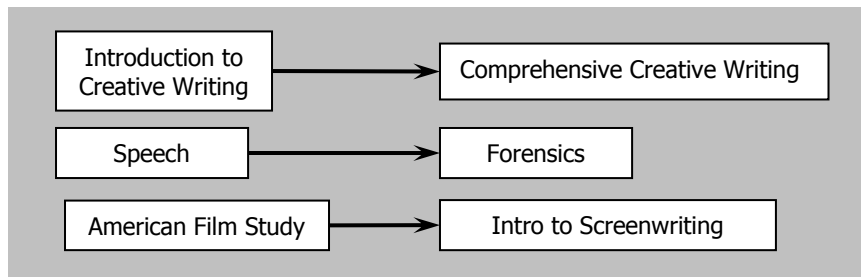 Introduction to
Creative Writing
Comprehensive Creative Writing
Speech
Forensics
American Film Study
Intro to Screenwriting